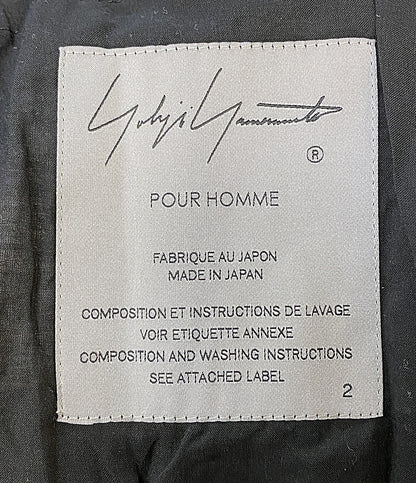 Yohji Yamamoto
®
POUR HOMME
FABRIQUE AU JAPON
MADE IN JAPAN
COMPOSITION ET INSTRUCTIONS DE LAVAGE
VOIR ETIQUETTE ANNEXE
COMPOSITION AND WASHING INSTRUCTIONS
SEE ATTACHED LABEL
2